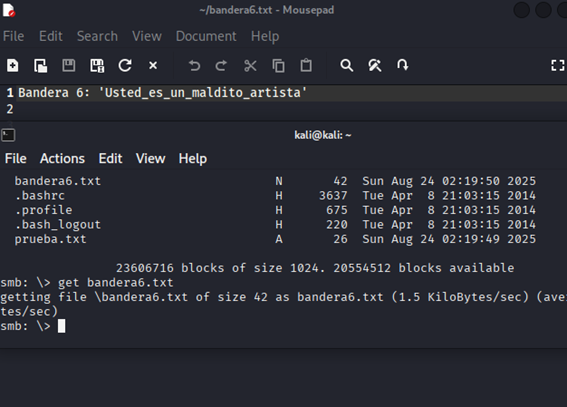 ~/bandera6.txt - Mousepad
File Edit Search View Document Help
1 Bandera 6: 'Usted_es_un_maldito_artista'
2
kali@kali: ~
File Actions Edit View Help
bandera6.txt N 42 Sun Aug 24 02:19:50 2025
.bashrc H 3637 Tue Apr 8 21:03:15 2014
.profile H 675 Tue Apr 8 21:03:15 2014
.bash_logout H 220 Tue Apr 8 21:03:15 2014
prueba.txt A 26 Sun Aug 24 02:19:49 2025
23606716 blocks of size 1024. 20554512 blocks available
smb: \> get bandera6.txt
getting file \bandera6.txt of size 42 as bandera6.txt (1.5 KiloBytes/sec) (aver
tes/sec)
smb: \>